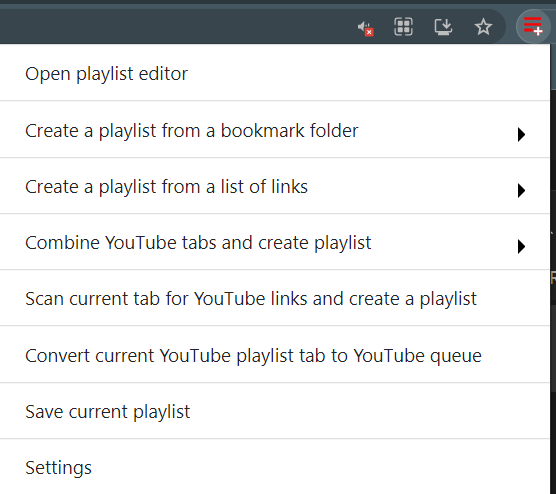 Open playlist editor
Create a playlist from a bookmark folder
Create a playlist from a list of links
Combine YouTube tabs and create playlist
Scan current tab for YouTube links and create a playlist
Convert current YouTube playlist tab to YouTube queue
Save current playlist
Settings